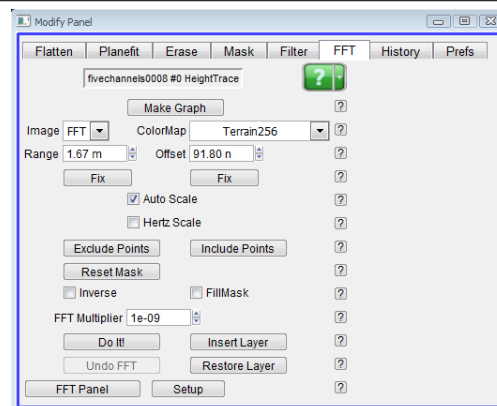 Modify Panel
Flatten Planefit Erase Mask Filter FFT History Prefs
fivechannels0008 #0 HeightTrace ?
Make Graph ?
Image FFT ColorMap Terrain256 ?
Range 1.67 m Offset 91.80 n ?
Fix Fix ?
Auto Scale ?
Hertz Scale ?
Exclude Points Include Points ?
Reset Mask ?
Inverse FillMask ?
FFT Multiplier 1e-09 ?
Do It! Insert Layer ?
Undo FFT Restore Layer ?
FFT Panel Setup ?